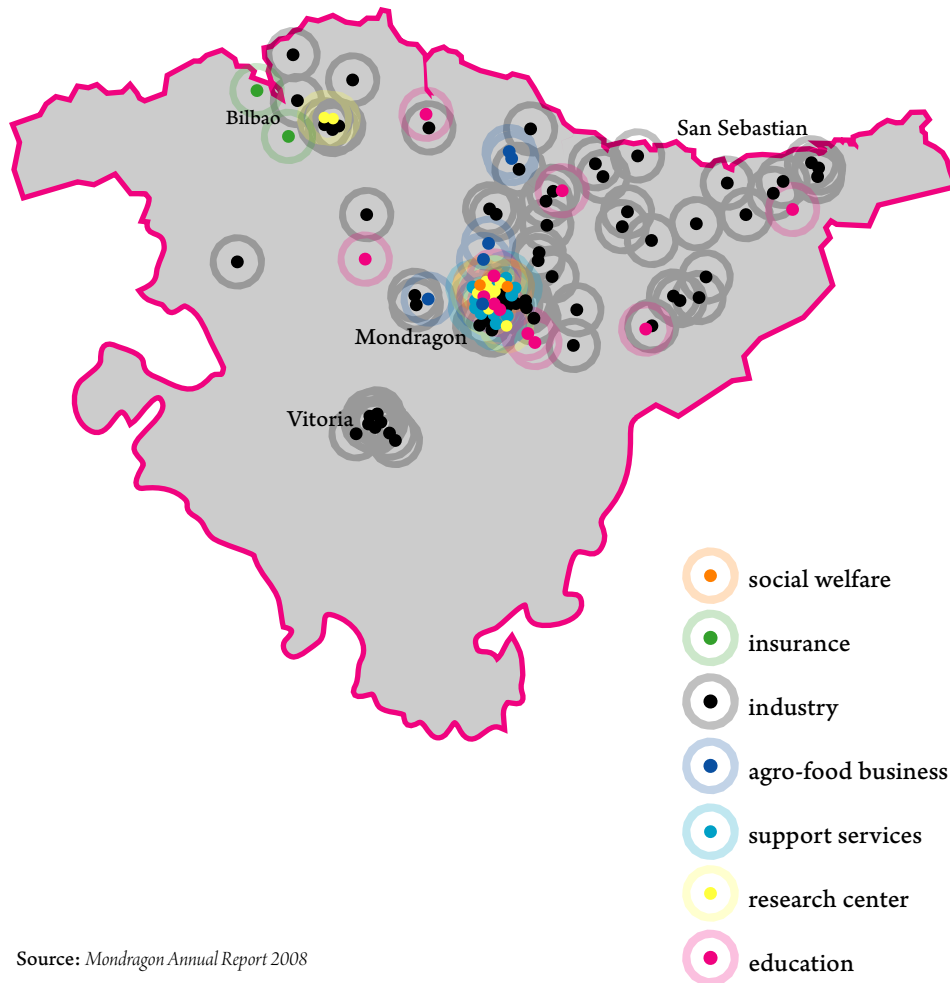 San Sebastian
Bilbao
Mondragon
Vitoria
social welfare
insurance
industry
agro-food business
support services
research center
education
Source: Mondragon Annual Report 2008